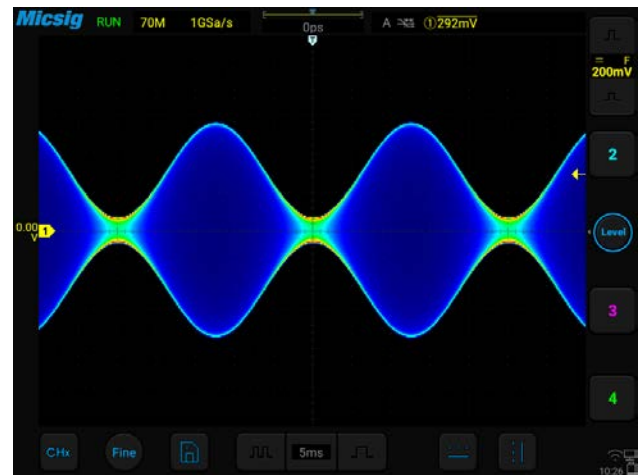 Micsig RUN 70M 1GSa/s 0ps A ①292mV
F
200mV
2
0.00
V
1
Level
3
4
CHx Fine 5ms
10:26